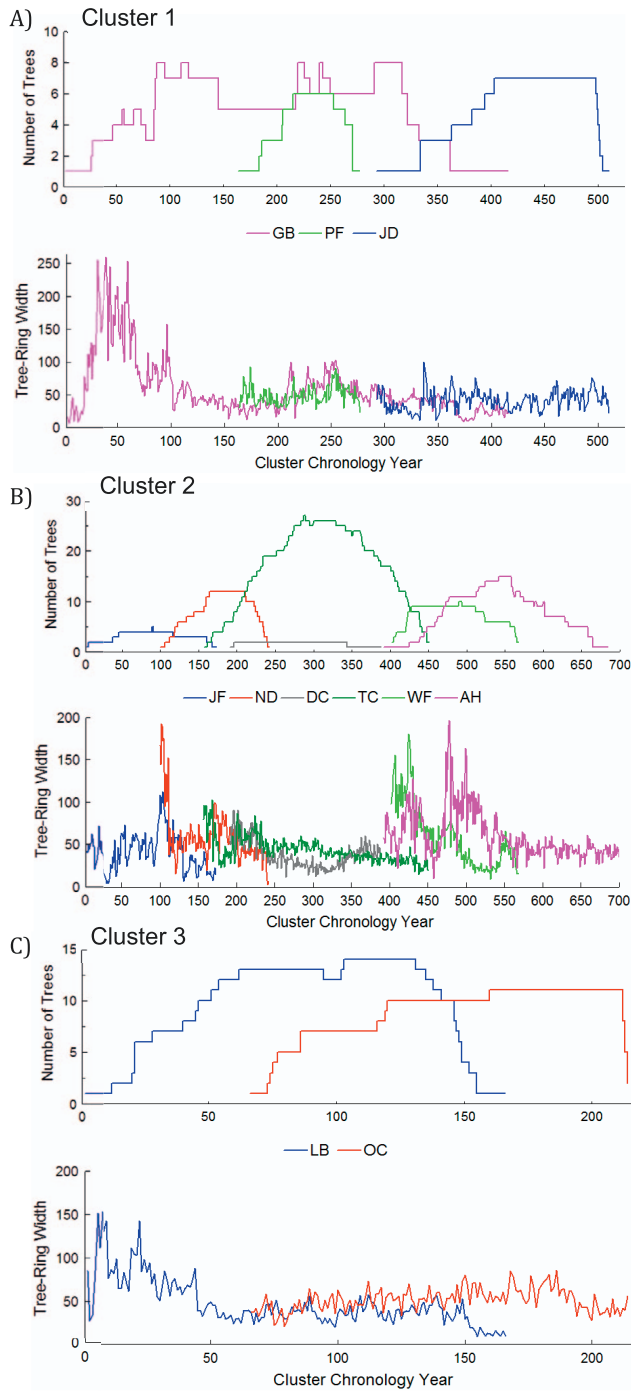 A) Cluster 1
10
8
6
4
2
0
Number of Trees
0 50 100 150 200 250 300 350 400 450 500
GB PF JD
250
200
150
100
50
0
Tree-Ring Width
0 50 100 150 200 250 300 350 400 450 500
Cluster Chronology Year
B) Cluster 2
30
20
10
0
Number of Trees
0 50 100 150 200 250 300 350 400 450 500 550 600 650 700
JF ND DC TC WF AH
200
150
100
50
0
Tree-Ring Width
0 50 100 150 200 250 300 350 400 450 500 550 600 650 700
Cluster Chronology Year
C) Cluster 3
15
10
5
0
Number of Trees
0 50 100 150 200
LB OC
200
150
100
50
0
Tree-Ring Width
0 50 100 150 200
Cluster Chronology Year